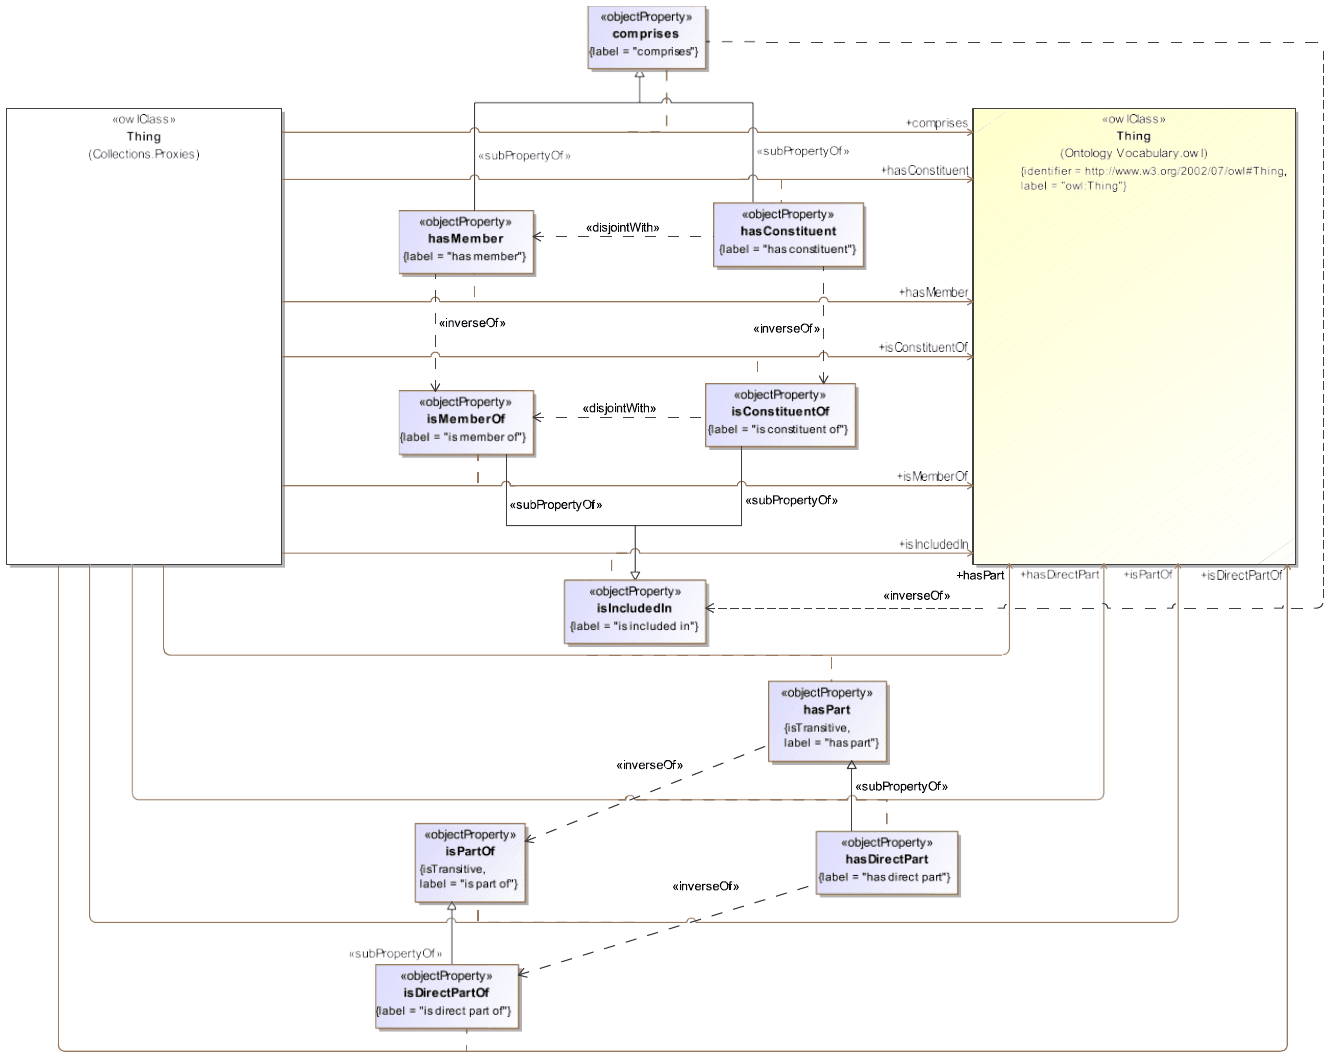 «objectProperty»
comprises
{label = "comprises"}
«owlClass»
Thing
(Collections.Proxies)
«owlClass»
Thing
(Ontology Vocabulary.owl)
{identifier = http://www.w3.org/2002/07/owl#Thing,
label = "owl:Thing"}
+comprises
«subPropertyOf»
«subPropertyOf»
+hasConstituent
«objectProperty»
hasMember
{label = "has member"}
«disjointWith»
«objectProperty»
hasConstituent
{label = "has constituent"}
+hasMember
«inverseOf»
«inverseOf»
+isConstituentOf
«objectProperty»
isMemberOf
{label = "is member of"}
«disjointWith»
«objectProperty»
isConstituentOf
{label = "is constituent of"}
+isMemberOf
«subPropertyOf»
«subPropertyOf»
+isIncludedIn
+hasPart
+hasDirectPart
+isPartOf
+isDirectPartOf
«objectProperty»
isIncludedIn
{label = "is included in"}
«inverseOf»
«objectProperty»
hasPart
{isTransitive,
label = "has part"}
«inverseOf»
«subPropertyOf»
«objectProperty»
isPartOf
{isTransitive,
label = "is part of"}
«objectProperty»
hasDirectPart
{label = "has direct part"}
«inverseOf»
«subPropertyOf»
«objectProperty»
isDirectPartOf
{label = "is direct part of"}